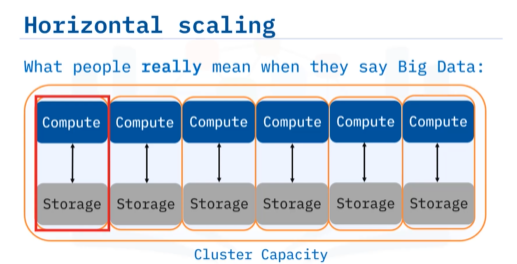 Horizontal scaling
What people really mean when they say Big Data:
Compute Compute Compute Compute Compute Compute
Storage Storage Storage Storage Storage Storage
Cluster Capacity